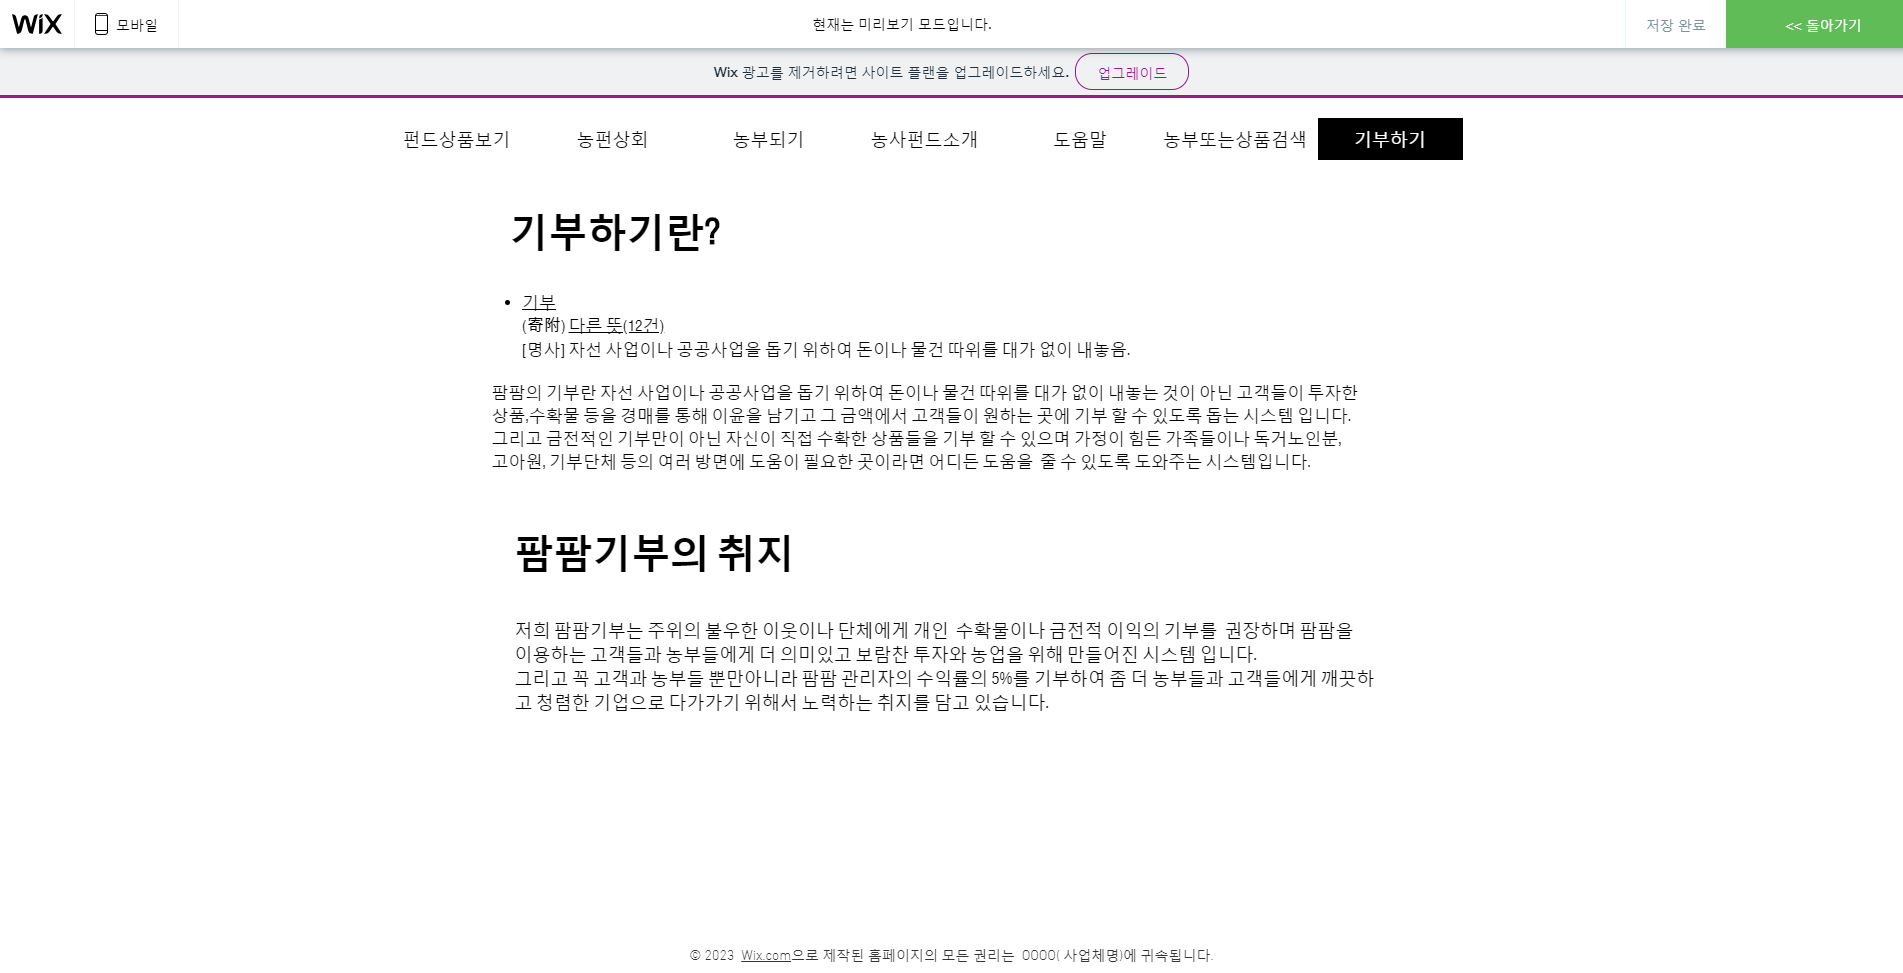 WiX 모바일 현재는 미리보기 모드입니다. 저장 완료 << 돌아가기
Wix 광고를 제거하려면 사이트 플랜을 업그레이드하세요. 업그레이드
펀드상품보기 농펀상회 농부되기 농사펀드소개 도움말 농부또는상품검색 기부하기
기부하기란?
• 기부
(寄附) 다른 뜻(12건)
[명사] 자선 사업이나 공공사업을 돕기 위하여 돈이나 물건 따위를 대가 없이 내놓음.
팜팜의 기부란 자선 사업이나 공공사업을 돕기 위하여 돈이나 물건 따위를 대가 없이 내놓는 것이 아닌 고객들이 투자한
상품,수확물 등을 경매를 통해 이윤을 남기고 그 금액에서 고객들이 원하는 곳에 기부 할 수 있도록 돕는 시스템 입니다.
그리고 금전적인 기부만이 아닌 자신이 직접 수확한 상품들을 기부 할 수 있으며 가정이 힘든 가족들이나 독거노인분,
고아원, 기부단체 등의 여러 방면에 도움이 필요한 곳이라면 어디든 도움을 줄 수 있도록 도와주는 시스템입니다.
팜팜기부의 취지
저희 팜팜기부는 주위의 불우한 이웃이나 단체에게 개인 수확물이나 금전적 이익의 기부를 권장하며 팜팜을
이용하는 고객들과 농부들에게 더 의미있고 보람찬 투자와 농업을 위해 만들어진 시스템 입니다.
그리고 꼭 고객과 농부들 뿐만아니라 팜팜 관리자의 수익률의 5%를 기부하여 좀 더 농부들과 고객들에게 깨끗하
고 청렴한 기업으로 다가가기 위해서 노력하는 취지를 담고 있습니다.
© 2023 Wix.com으로 제작된 홈페이지의 모든 권리는 OOOO( 사업체명)에 귀속됩니다.